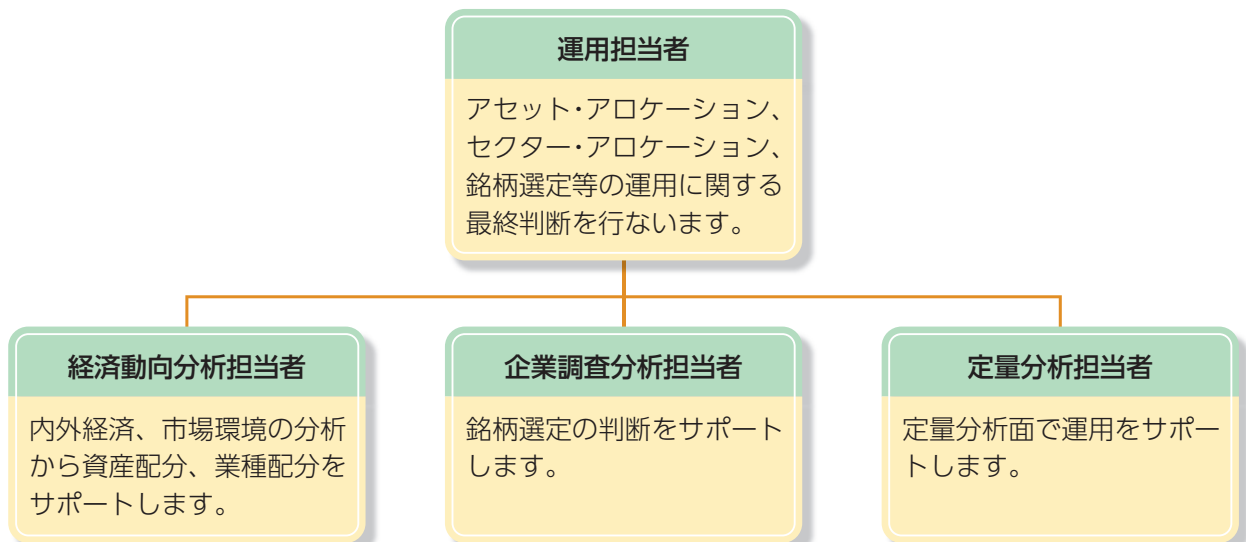 運用担当者
アセット・アロケーション、
セクター・アロケーション、
銘柄選定等の運用に関する
最終判断を行ないます。
経済動向分析担当者
内外経済、市場環境の分析
から資産配分、業種配分を
サポートします。
企業調査分析担当者
銘柄選定の判断をサポート
します。
定量分析担当者
定量分析面で運用をサポー
トします。